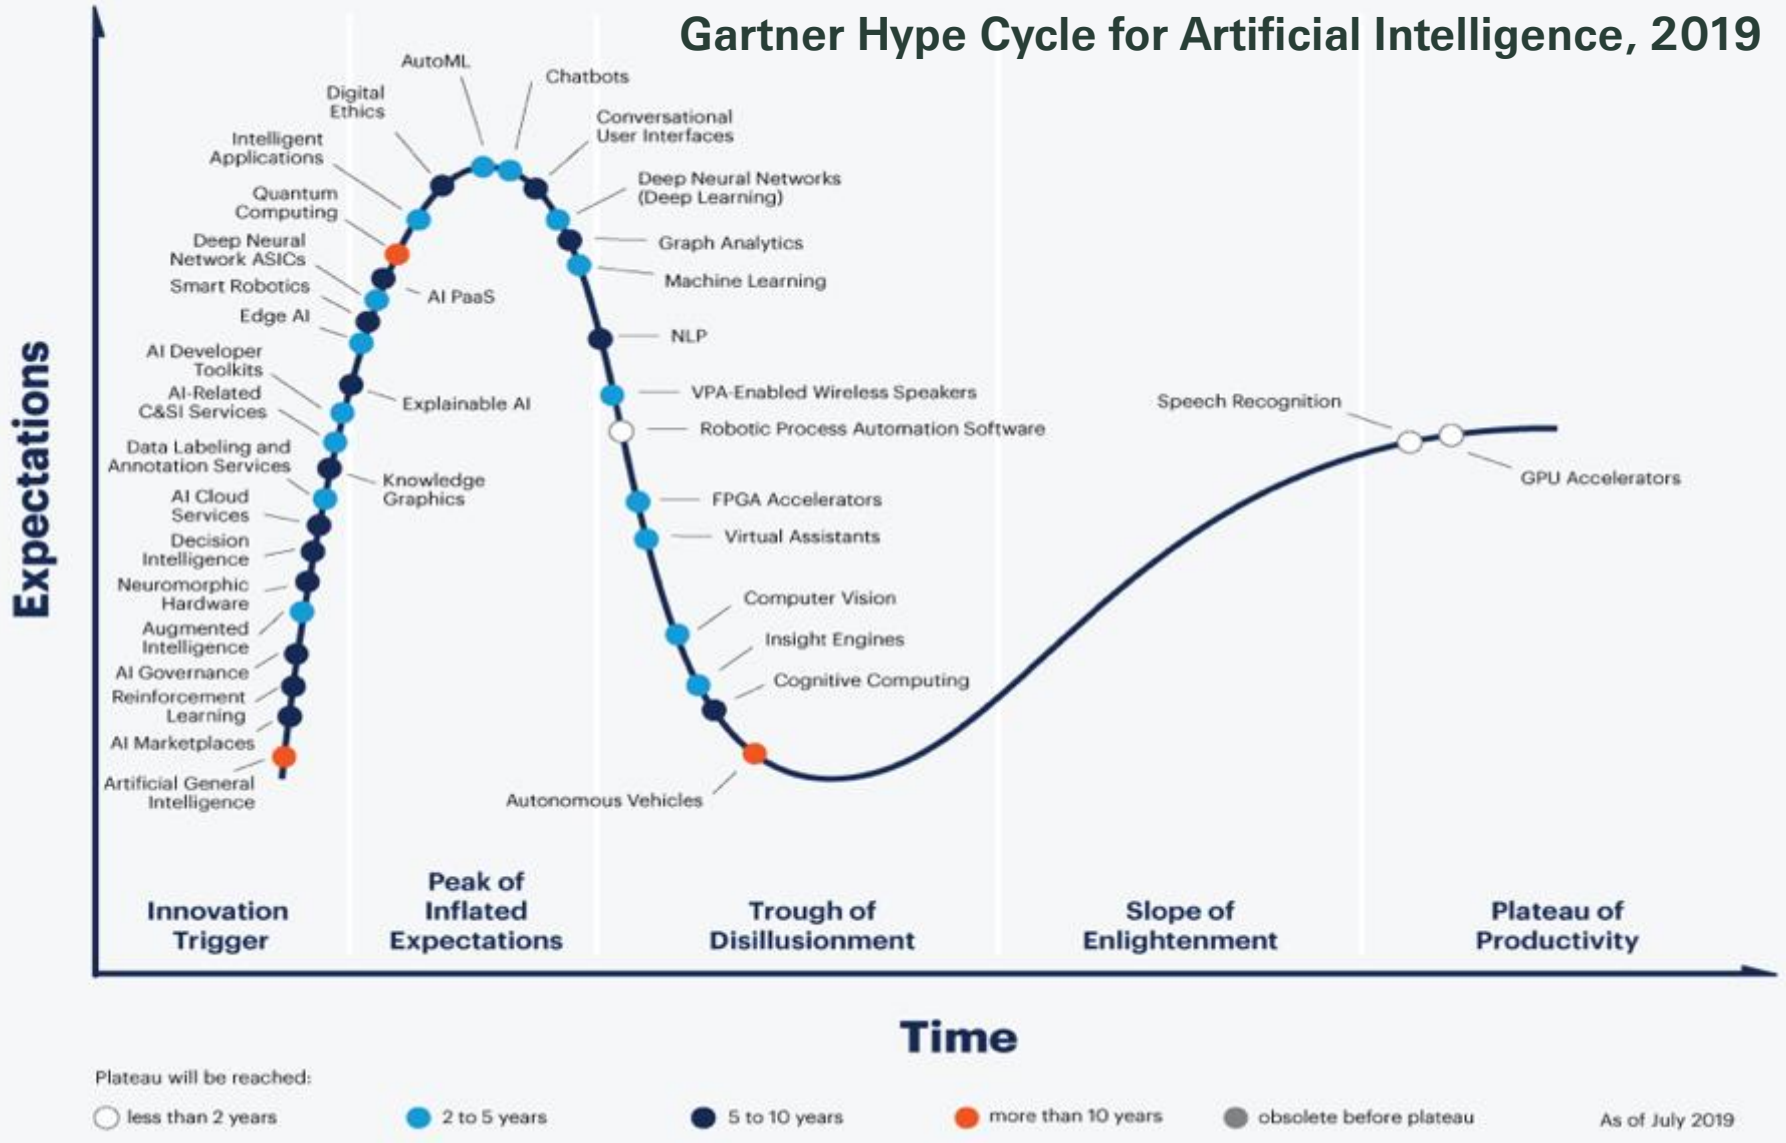 Gartner Hype Cycle for Artificial Intelligence, 2019
AutoML
Chatbots
Digital
Ethics
Conversational
User Interfaces
Intelligent
Applications
Deep Neural Networks
(Deep Learning)
Quantum
Computing
Graph Analytics
Deep Neural
Network ASICs
Machine Learning
Smart Robotics
AI PaaS
Edge AI
NLP
AI Developer
Toolkits
AI-Related
C&SI Services
Explainable AI
VPA-Enabled Wireless Speakers
Speech Recognition
Robotic Process Automation Software
Data Labeling and
Annotation Services
Knowledge
Graphics
GPU Accelerators
AI Cloud
Services
FPGA Accelerators
Decision
Intelligence
Virtual Assistants
Neuromorphic
Hardware
Computer Vision
Augmented
Intelligence
Insight Engines
AI Governance
Cognitive Computing
Reinforcement
Learning
AI Marketplaces
Artificial General
Intelligence
Autonomous Vehicles
Expectations
Innovation
Trigger
Peak of
Inflated
Expectations
Trough of
Disillusionment
Slope of
Enlightenment
Plateau of
Productivity
Time
Plateau will be reached:
less than 2 years
2 to 5 years
5 to 10 years
more than 10 years
obsolete before plateau
As of July 2019